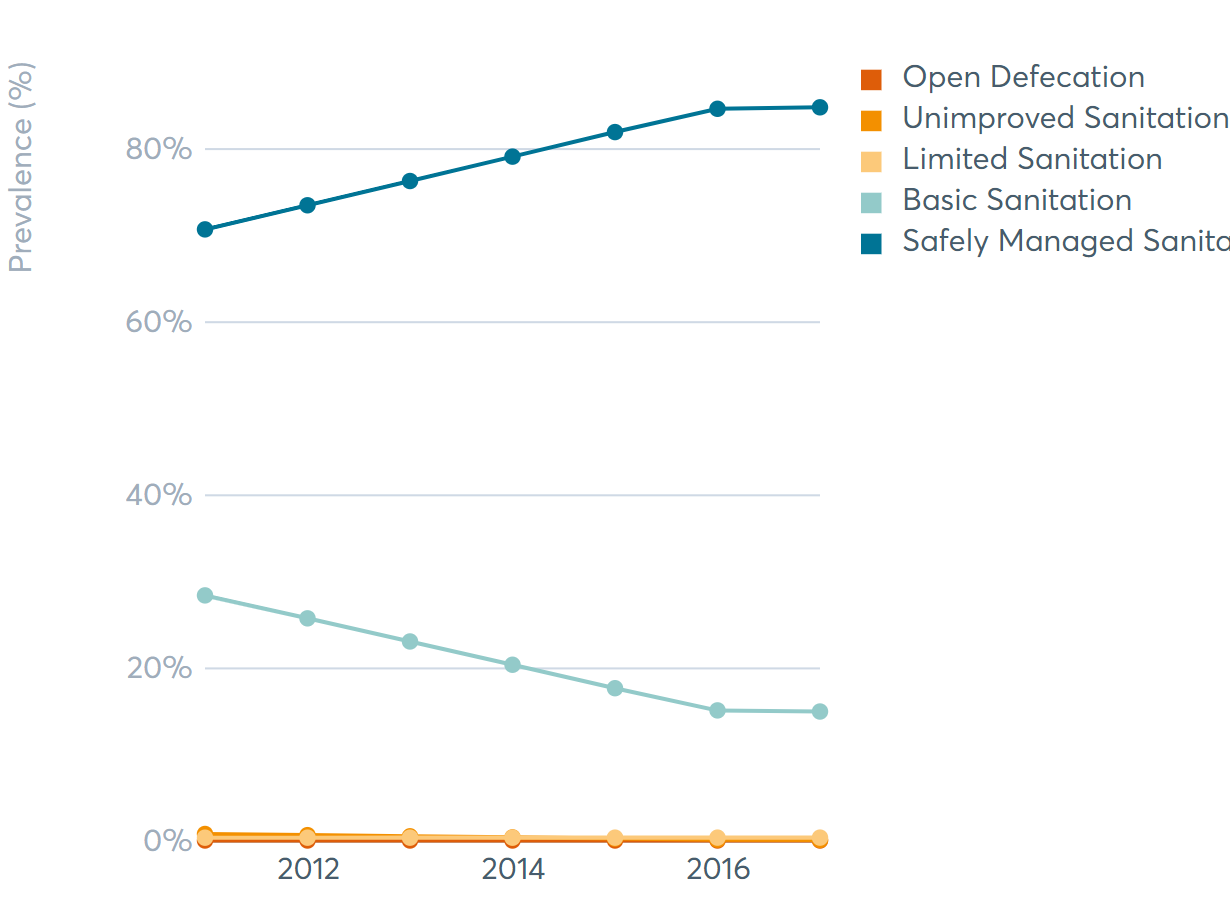 Prevalence (%)
80%
60%
40%
20%
0%
2012
2014
2016
Open Defecation
Unimproved Sanitation
Limited Sanitation
Basic Sanitation
Safely Managed Sanita